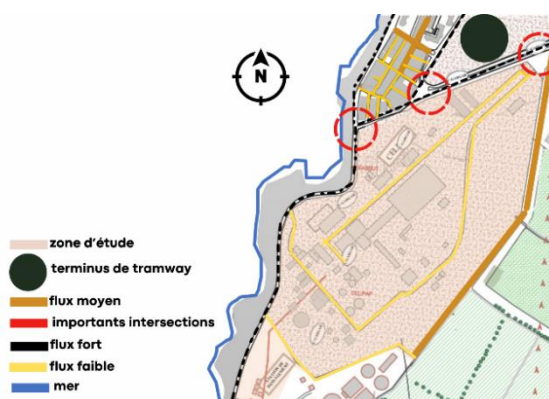 N
zone d'étude
terminus de tramway
flux moyen
importants intersections
flux fort
flux faible
mer